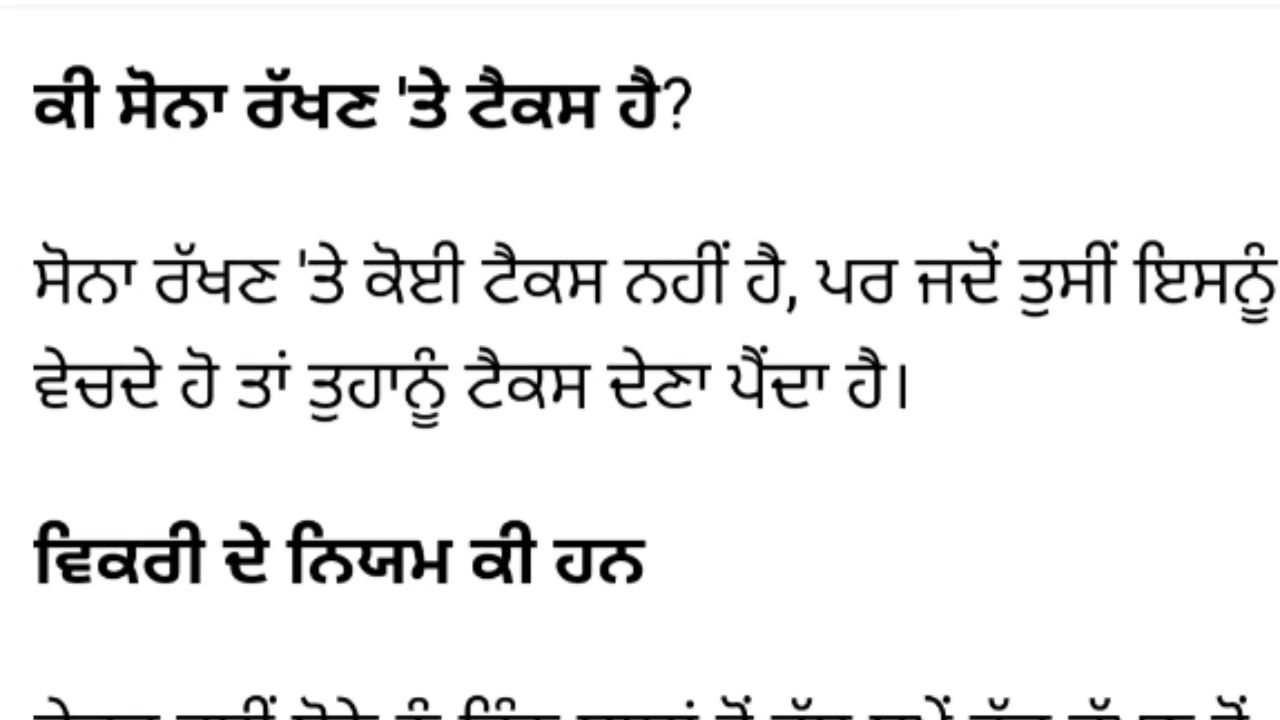 ਕੀ ਸੋਨਾ ਰੱਖਣ 'ਤੇ ਟੈਕਸ ਹੈ?
ਸੋਨਾ ਰੱਖਣ 'ਤੇ ਕੋਈ ਟੈਕਸ ਨਹੀਂ ਹੈ, ਪਰ ਜਦੋਂ ਤੁਸੀਂ ਇਸਨੂੰ
ਵੇਚਦੇ ਹੋ ਤਾਂ ਤੁਹਾਨੂੰ ਟੈਕਸ ਦੇਣਾ ਪੈਂਦਾ ਹੈ।
ਵਿਕਰੀ ਦੇ ਨਿਯਮ ਕੀ ਹਨ